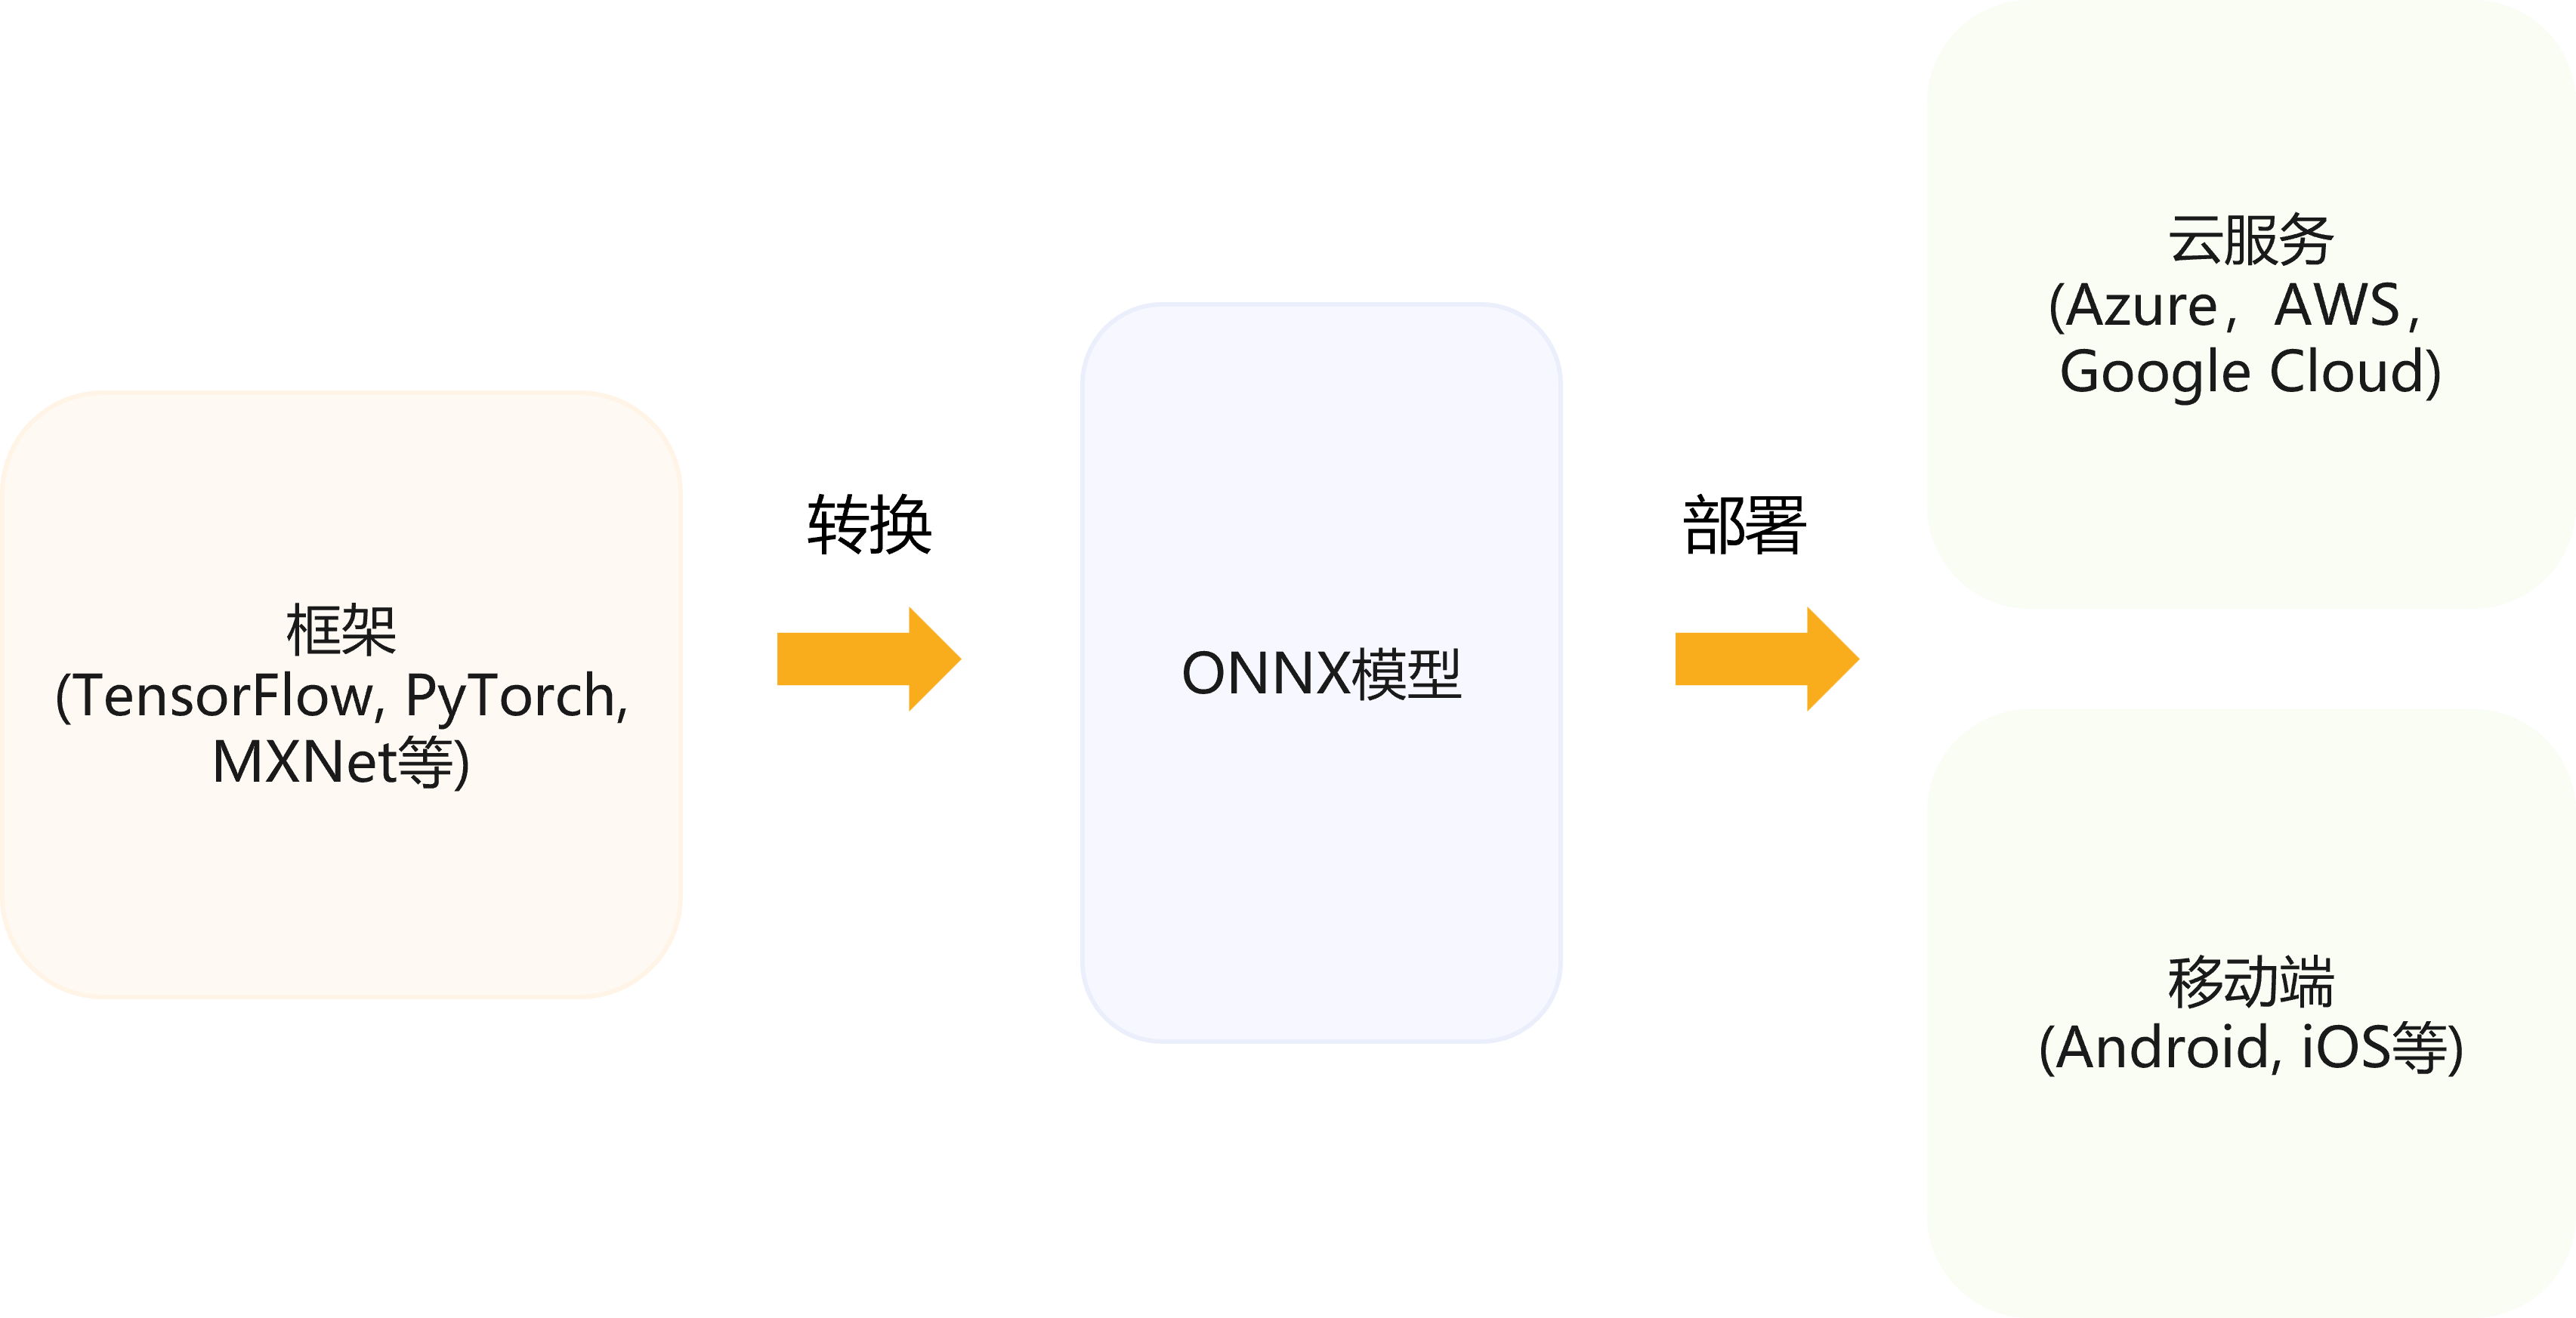 框架
(TensorFlow, PyTorch,
MXNet等)
转换
ONNX模型
部署
云服务
(Azure，AWS，
Google Cloud)
移动端
(Android, iOS等)